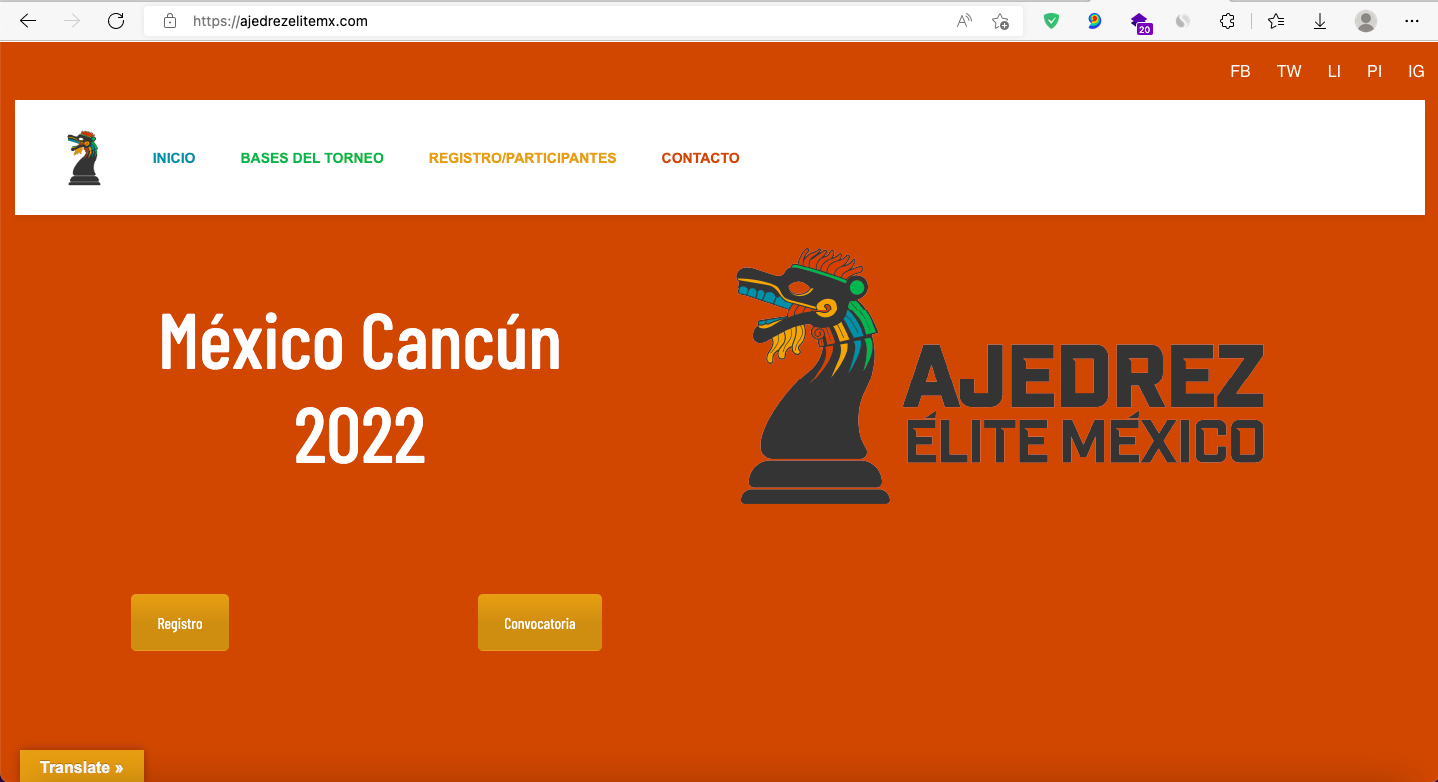 https://ajedrezelitemx.com
20
FB TW LI PI IG
INICIO BASES DEL TORNEO REGISTRO/PARTICIPANTES CONTACTO
México Cancún
2022
AJEDREZ
ÉLITE MÉXICO
Registro Convocatoria
Translate »